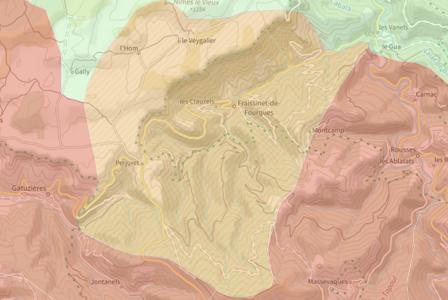 Nîmes le Vieux
l'Hom
le Veygalier
les Vanels
le Gua
Gally
les Clauzels
Fraissinet-de-
Fourques
Montcamp
Rousses
les Ablatats
Perjuret
Gatuzières
Jontanels
Massevaques